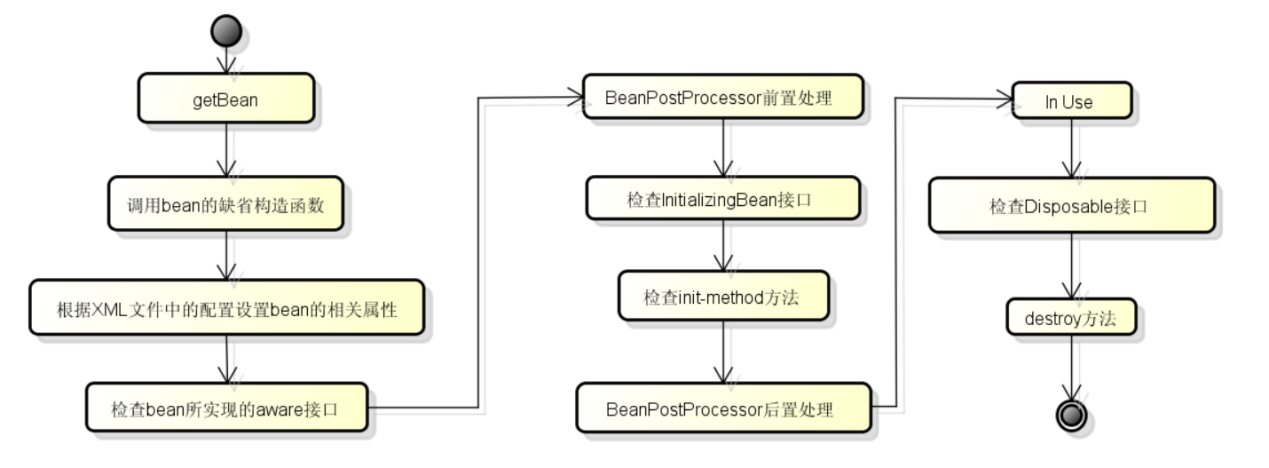 getBean
调用bean的缺省构造函数
根据XML文件中的配置设置bean的相关属性
检查bean所实现的aware接口
BeanPostProcessor前置处理
检查InitializingBean接口
检查init-method方法
BeanPostProcessor后置处理
In Use
检查Disposable接口
destroy方法